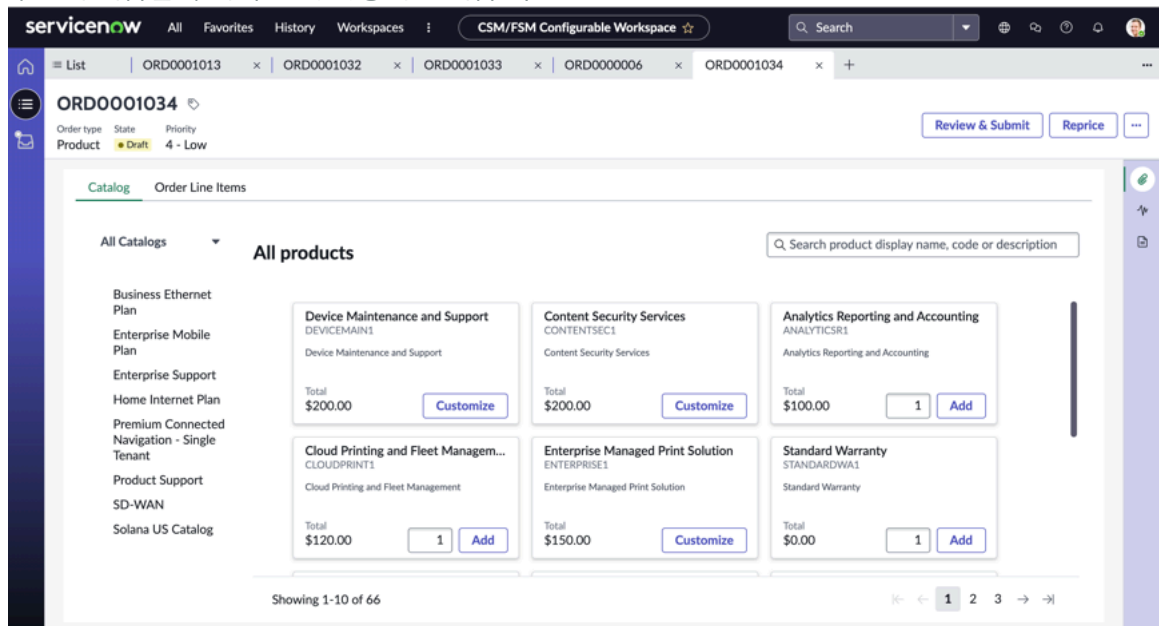 servicenow All Favorites History Workspaces CSM/FSM Configurable Workspace Search
List ORD0001013 × ORD0001032 × ORD0001033 × ORD0000006 × ORD0001034 × +
ORD0001034
Order type State Priority
Product Draft 4 - Low
Review & Submit Reprice
Catalog Order Line Items
All Catalogs
All products
Search product display name, code or description
Business Ethernet
Plan
Enterprise Mobile
Plan
Enterprise Support
Home Internet Plan
Premium Connected
Navigation - Single
Tenant
Product Support
SD-WAN
Solana US Catalog
Device Maintenance and Support
DEVICEMAIN1
Device Maintenance and Support
Total
$200.00 Customize
Content Security Services
CONTENTSEC1
Content Security Services
Total
$200.00 Customize
Analytics Reporting and Accounting
ANALYTICSR1
Analytics Reporting and Accounting
Total
$100.00 1 Add
Cloud Printing and Fleet Managem...
CLOUDPRINT1
Cloud Printing and Fleet Management
Total
$120.00 1 Add
Enterprise Managed Print Solution
ENTERPRISE1
Enterprise Managed Print Solution
Total
$150.00 Customize
Standard Warranty
STANDARDWA1
Standard Warranty
Total
$0.00 1 Add
Showing 1-10 of 66
1 2 3